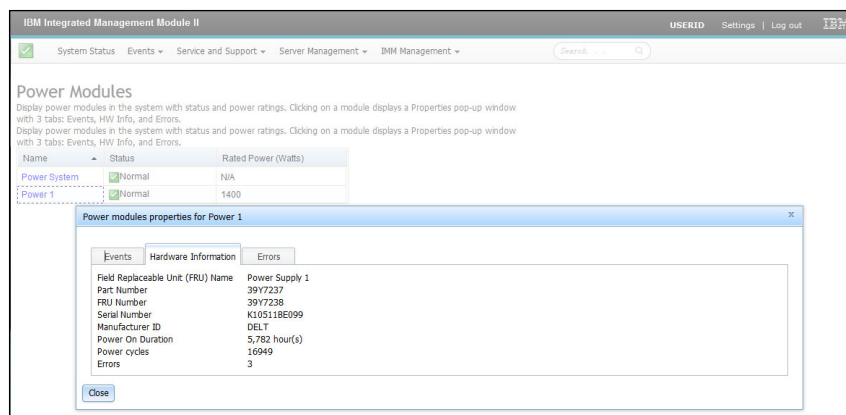 IBM Integrated Management Module II
USERID Settings | Log out IBM
System Status Events Service and Support Server Management IMM Management Search . . .
Power Modules
Display power modules in the system with status and power ratings. Clicking on a module displays a Properties pop-up window
with 3 tabs: Events, HW Info, and Errors.
Display power modules in the system with status and power ratings. Clicking on a module displays a Properties pop-up window
with 3 tabs: Events, HW Info, and Errors.
Name Status Rated Power (Watts)
Power System Normal N/A
Power 1 Normal 1400
Power modules properties for Power 1 x
Events Hardware Information Errors
Field Replaceable Unit (FRU) Name Power Supply 1
Part Number 39Y7237
FRU Number 39Y7238
Serial Number K10511BE099
Manufacturer ID DELT
Power On Duration 5,782 hour(s)
Power cycles 16949
Errors 3
Close